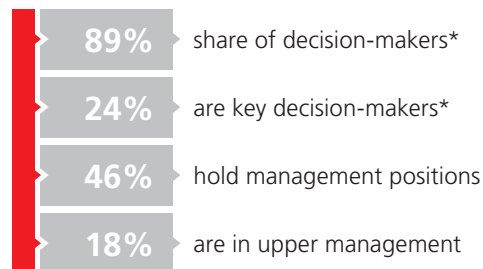 89% share of decision-makers*
24% are key decision-makers*
46% hold management positions
18% are in upper management